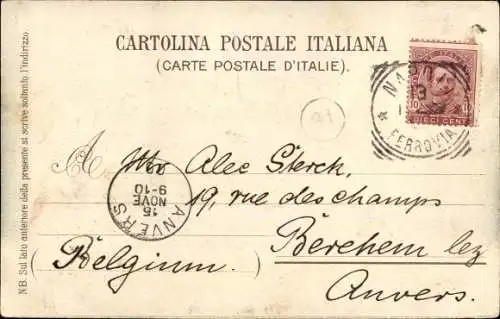 CARTOLINA POSTALE ITALIANA
(CARTE POSTALE D'ITALIE).
NB. Sul lato anteriore della presente si scrive soltanto l'indirizzo
FERROVIA
DIECI CENT
Alec Sterck,
19, rue des champs
Berchem lez
Anvers.
(Belgium.)
ANVERS
15
NOVE
9-10